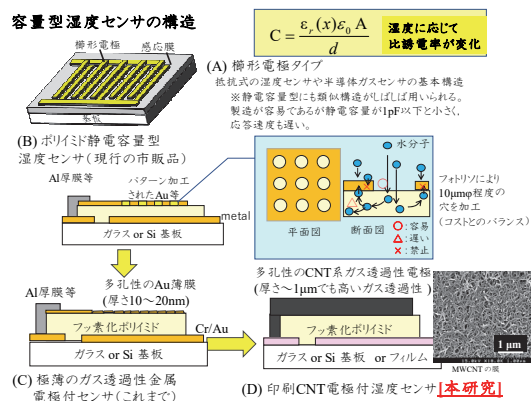 容量型湿度センサの構造
C = εr(x)ε0 A / d
湿度に応じて
比誘電率が変化
櫛形電極
感応膜
基板
(A) 櫛形電極タイプ
抵抗式の湿度センサや半導体ガスセンサの基本構造
※静電容量型にも類似構造がしばしば用いられる。
製造が容易であるが静電容量が1pF以下と小さく,
応答速度も遅い。
(B) ポリイミド静電容量型
湿度センサ(現行の市販品)
Al厚膜等
パターン加工
されたAu等
metal
ガラス or Si 基板
水分子
平面図
断面図
○:容易
△:遅い
×:禁止
フォトリソにより
10μmφ程度の
穴を加工
(コストとのバランス)
多孔性のAu薄膜
(厚さ10~20nm)
Al厚膜等
フッ素化ポリイミド
Cr/Au
ガラス or Si 基板
(C) 極薄のガス透過性金属
電極付センサ(これまで)
多孔性のCNT系ガス透過性電極
(厚さ~1μmでも高いガス透過性)
フッ素化ポリイミド
ガラス or Si 基板 or フィルム
1 μm
MWCNTの膜
(D) 印刷CNT電極付湿度センサ[本研究]